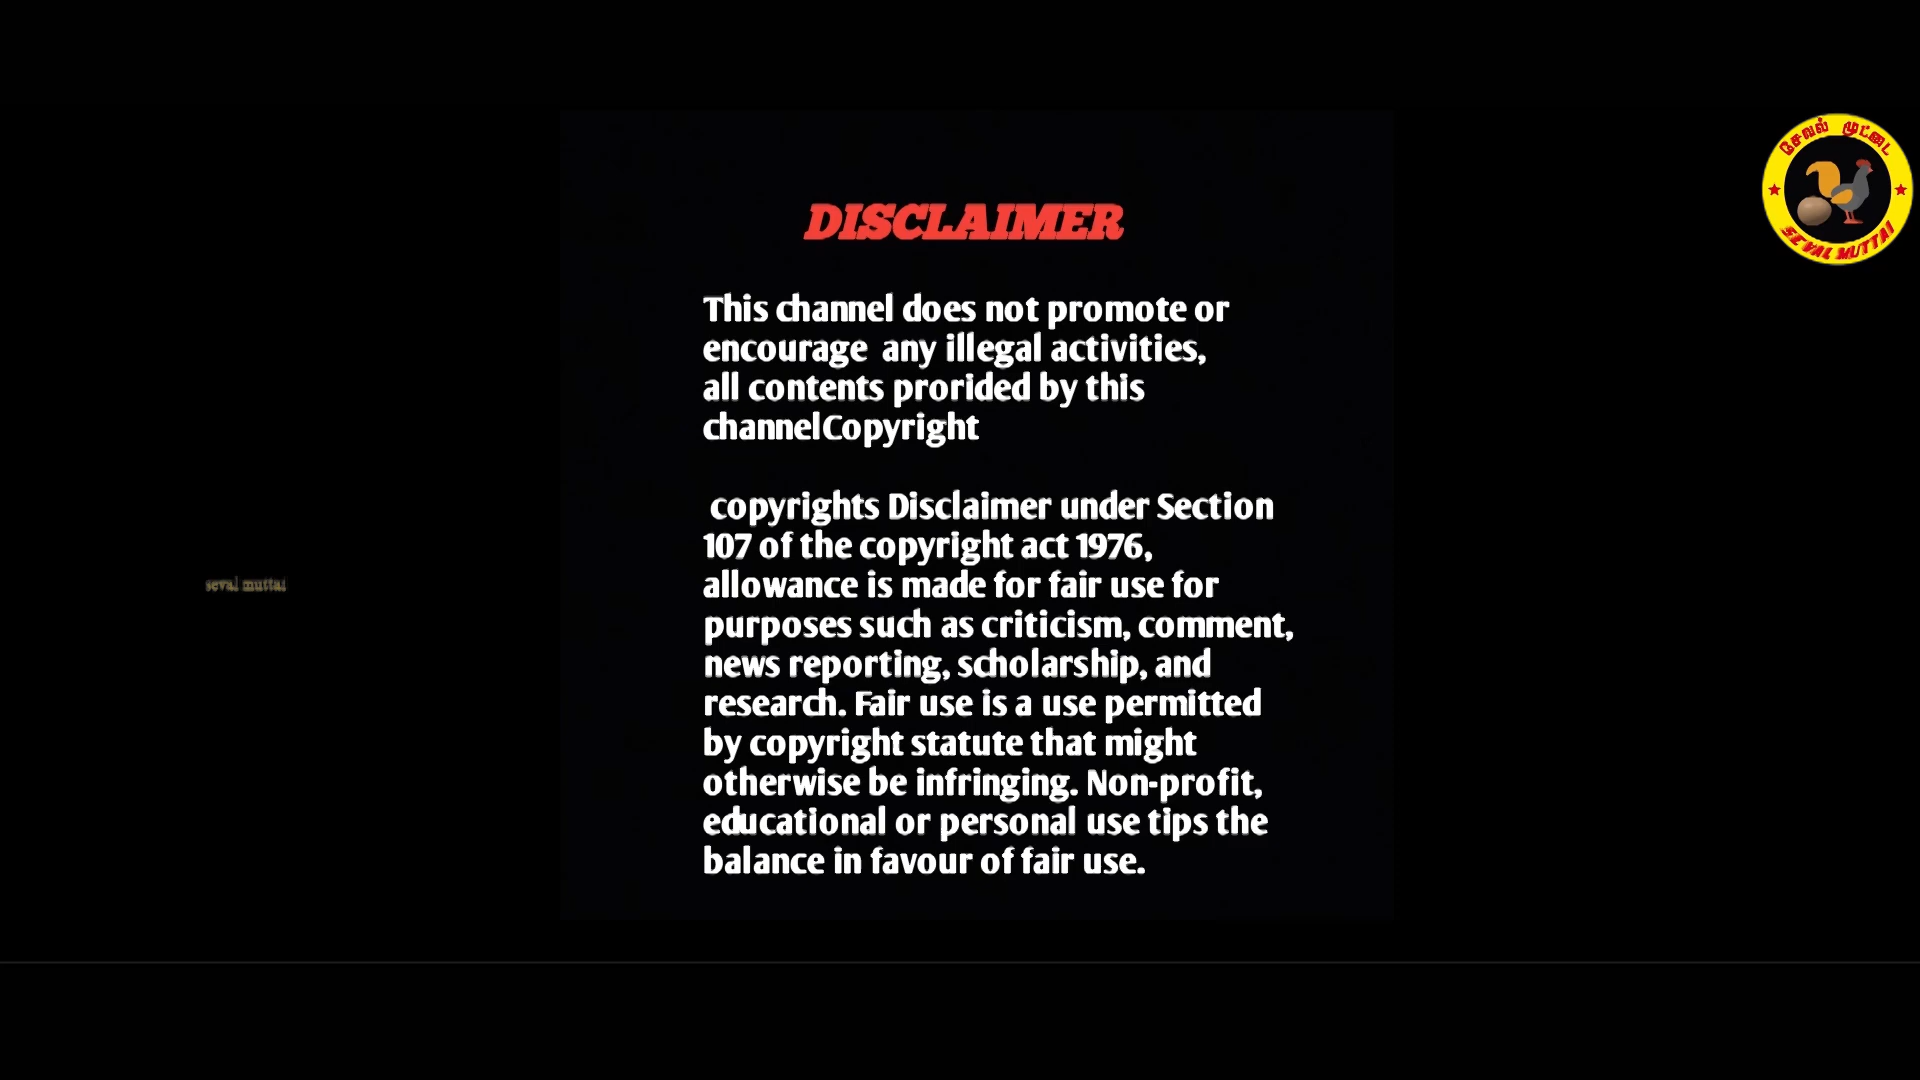 சேவல் முட்டை
SEVAL MUTTAI
DISCLAIMER
This channel does not promote or
encourage any illegal activities,
all contents prorided by this
channelCopyright
copyrights Disclaimer under Section
107 of the copyright act 1976,
allowance is made for fair use for
purposes such as criticism, comment,
news reporting, scholarship, and
research. Fair use is a use permitted
by copyright statute that might
otherwise be infringing. Non-profit,
educational or personal use tips the
balance in favour of fair use.
seval muttai